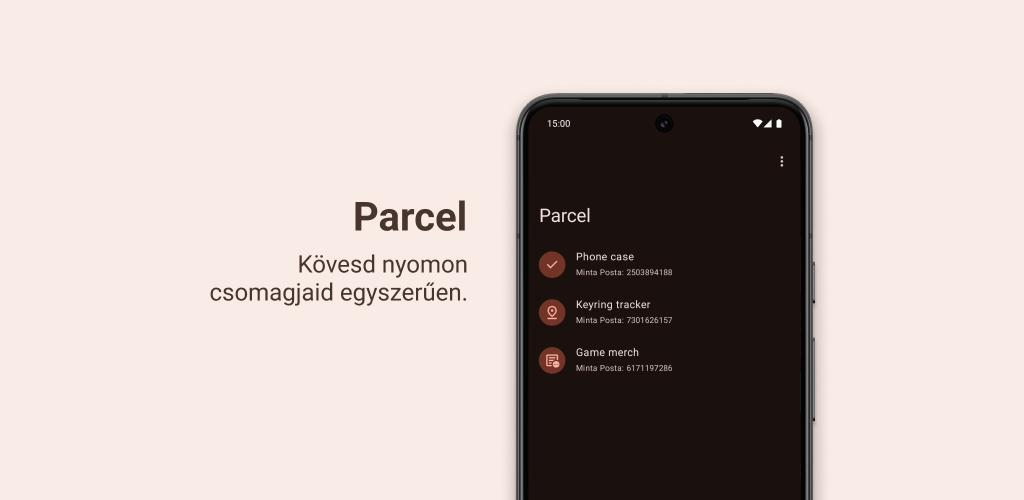 Parcel
Kövesd nyomon
csomagjaid egyszerűen.
15:00
Parcel
Phone case
Minta Posta: 2503894188
Keyring tracker
Minta Posta: 7301626157
Game merch
Minta Posta: 6171197286